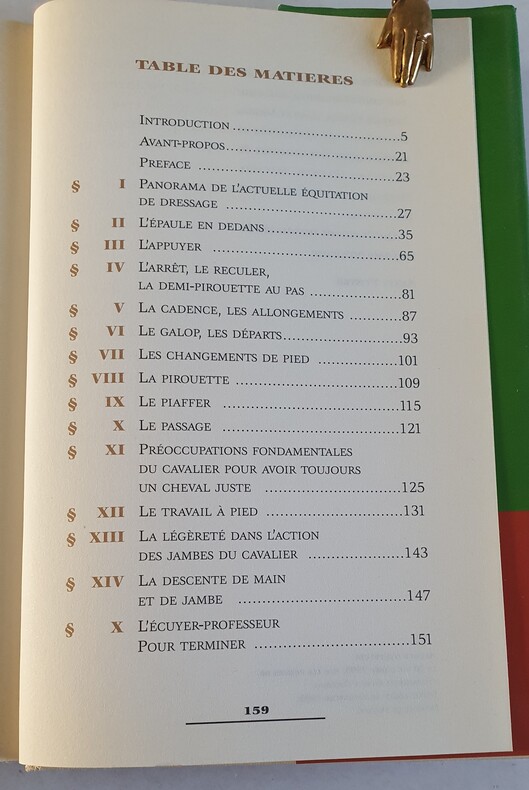 TABLE DES MATIERES
INTRODUCTION ........................................5
AVANT-PROPOS........................................21
PREFACE ........................................23
§ I PANORAMA DE L'ACTUELLE ÉQUITATION
DE DRESSAGE ........................................27
§ II L'ÉPAULE EN DEDANS ..............................35
§ III L'APPUYER ........................................65
§ IV L'ARRÊT, LE RECULER,
LA DEMI-PIROUETTE AU PAS ......................81
§ V LA CADENCE, LES ALLONGEMENTS ............87
§ VI LE GALOP, LES DÉPARTS..........................93
§ VII LES CHANGEMENTS DE PIED ..................101
§ VIII LA PIROUETTE ..................................109
§ IX LE PIAFFER ......................................115
§ X LE PASSAGE ......................................121
§ XI PRÉOCCUPATIONS FONDAMENTALES
DU CAVALIER POUR AVOIR TOUJOURS
UN CHEVAL JUSTE ..............................125
§ XII LE TRAVAIL À PIED ..............................131
§ XIII LA LÉGÈRETÉ DANS L'ACTION
DES JAMBES DU CAVALIER ....................143
§ XIV LA DESCENTE DE MAIN
ET DE JAMBE ....................................147
§ X L'ÉCUYER-PROFESSEUR
POUR TERMINER ................................151
159